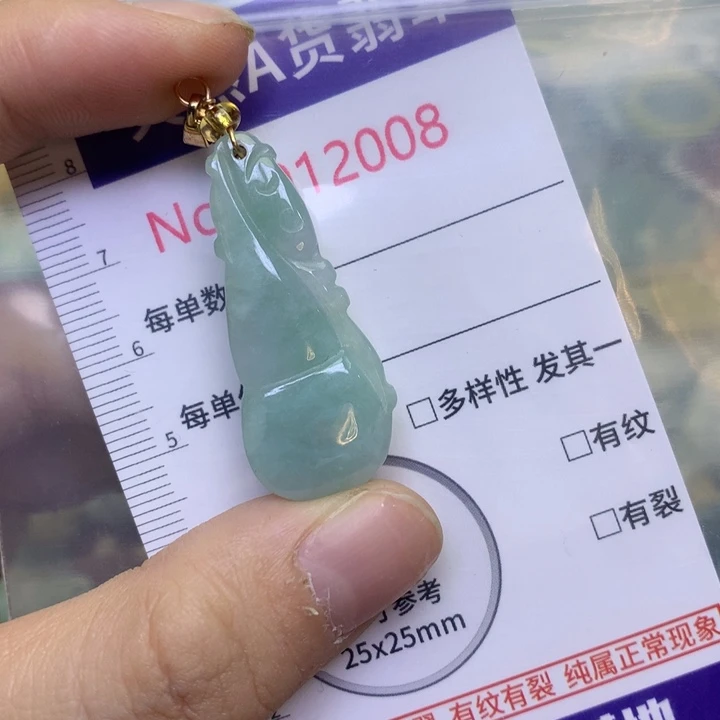 A货翡
No 012008
8
7
每单数
6
每单
□多样性 发其一
5
□有纹
□有裂
寸参考
25x25mm
有纹有裂 纯属正常现象